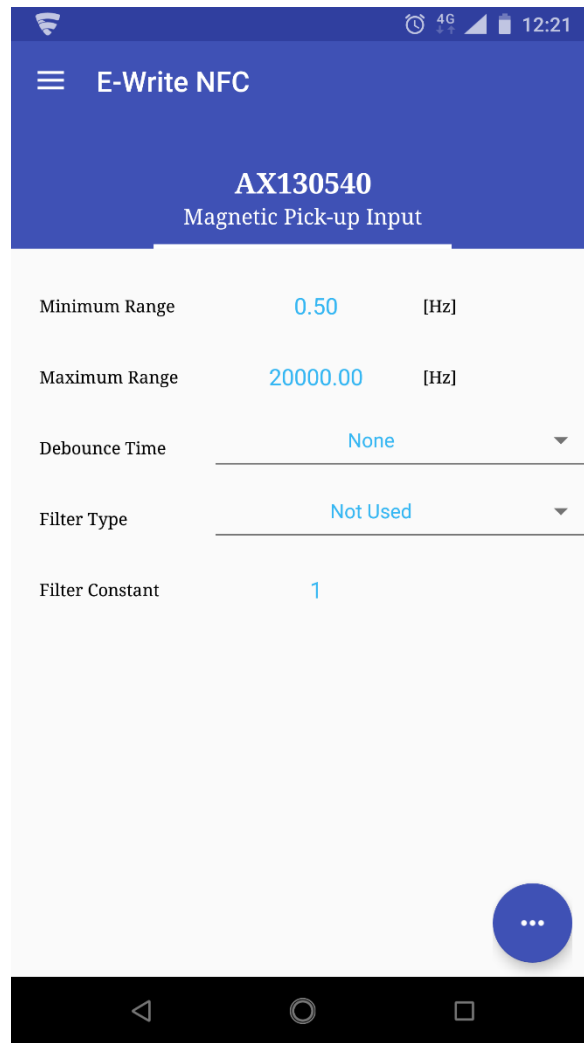 4G 12:21
E-Write NFC
AX130540
Magnetic Pick-up Input
Minimum Range 0.50 [Hz]
Maximum Range 20000.00 [Hz]
Debounce Time None
Filter Type Not Used
Filter Constant 1